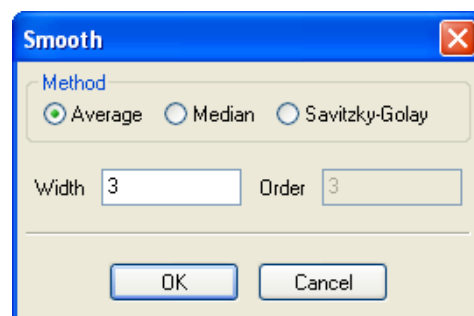 Smooth
Method
Average Median Savitzky-Golay
Width 3 Order 3
OK Cancel